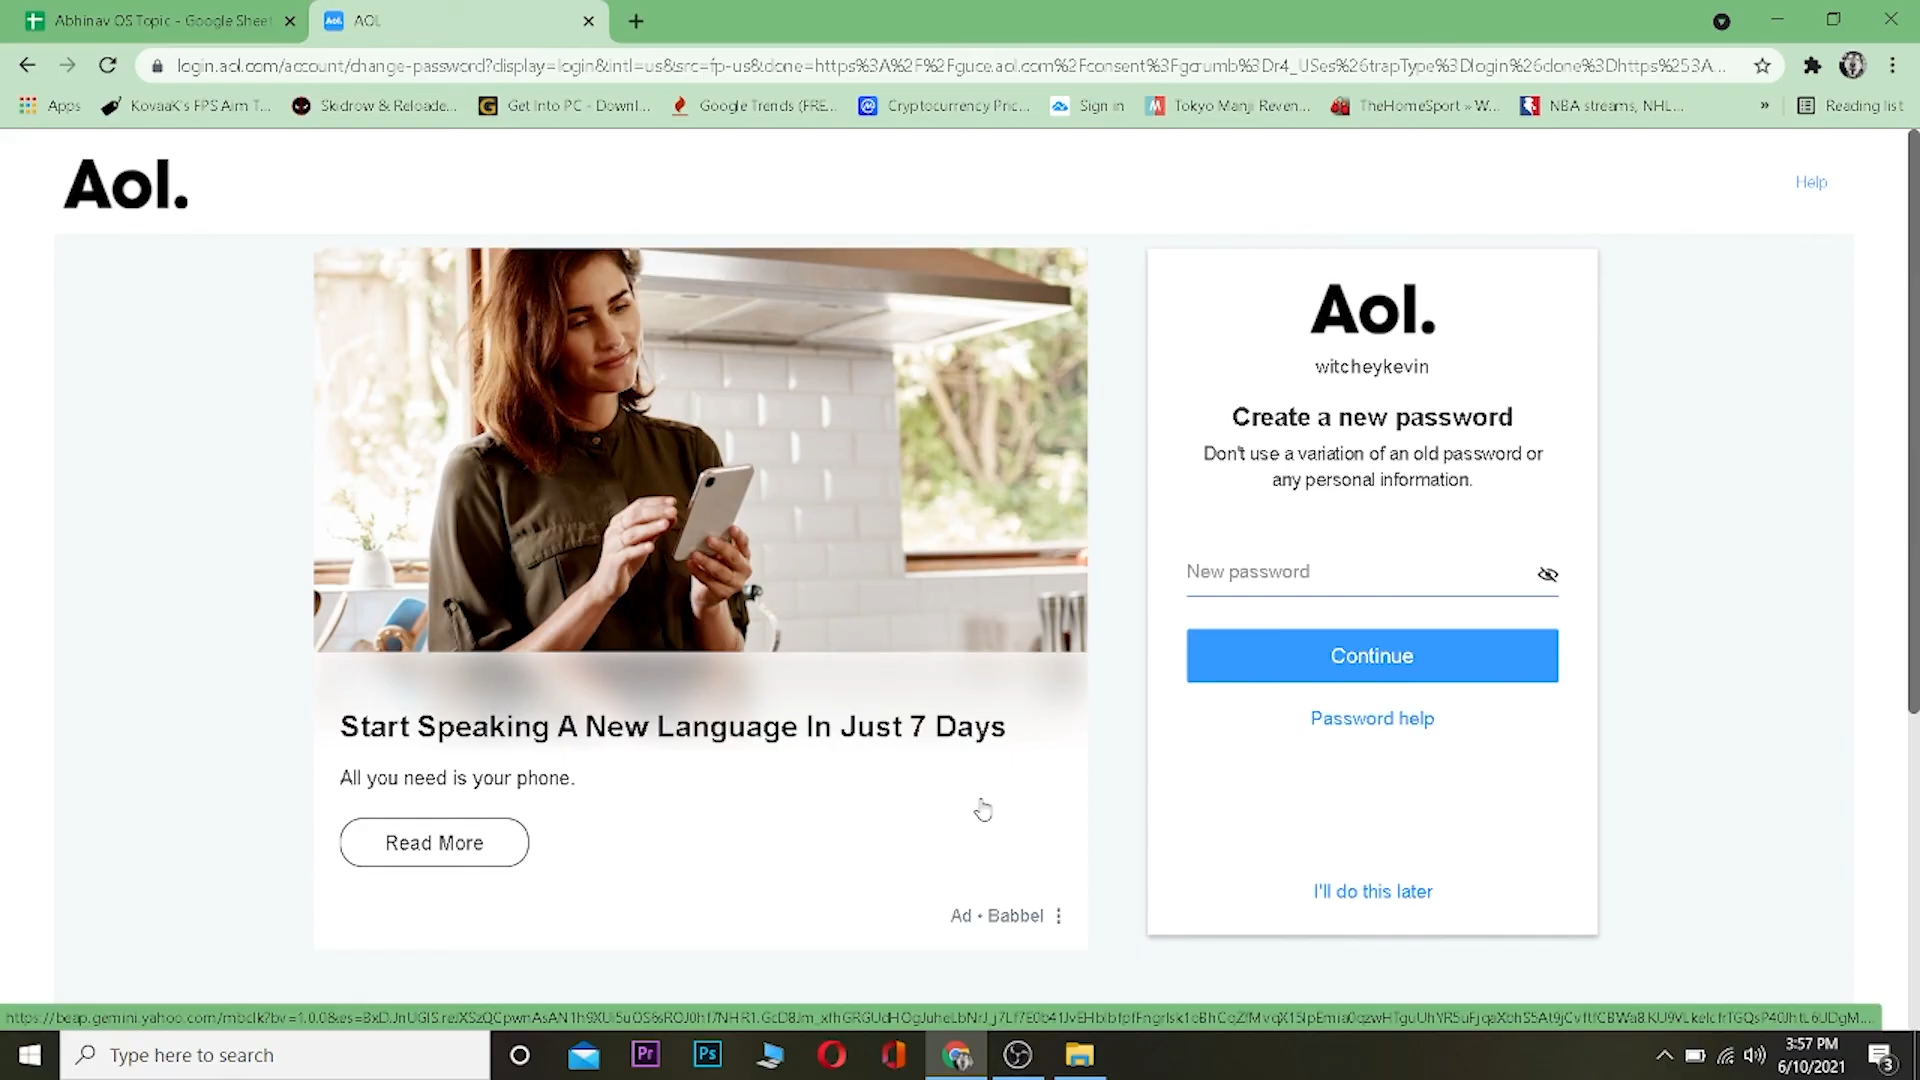 Abhinav OS Topic - Google Sheet
AOL
login.aol.com/account/change-password?display=login&intl=us&src=fp-us&done=https%3A%2F%2Fguce.aol.com%2Fconsent%3Fgcrumb%3Dr4_USes%26trapType%3Dlogin%26done%3Dhttps%253A...
Apps
KovaaK's FPS Aim T...
Skidrow & Reloade...
Get Into PC - Downl...
Google Trends (FRE...
Cryptocurrency Pric...
Sign in
Tokyo Manji Reven...
TheHomeSport » W...
NBA streams, NHL...
»
Reading list
Aol.
Help
Aol.
witcheykevin
Create a new password
Don't use a variation of an old password or
any personal information.
New password
Continue
Password help
I'll do this later
Start Speaking A New Language In Just 7 Days
All you need is your phone.
Read More
Ad • Babbel
Type here to search
Pr
Ps
3:57 PM
6/10/2021
3